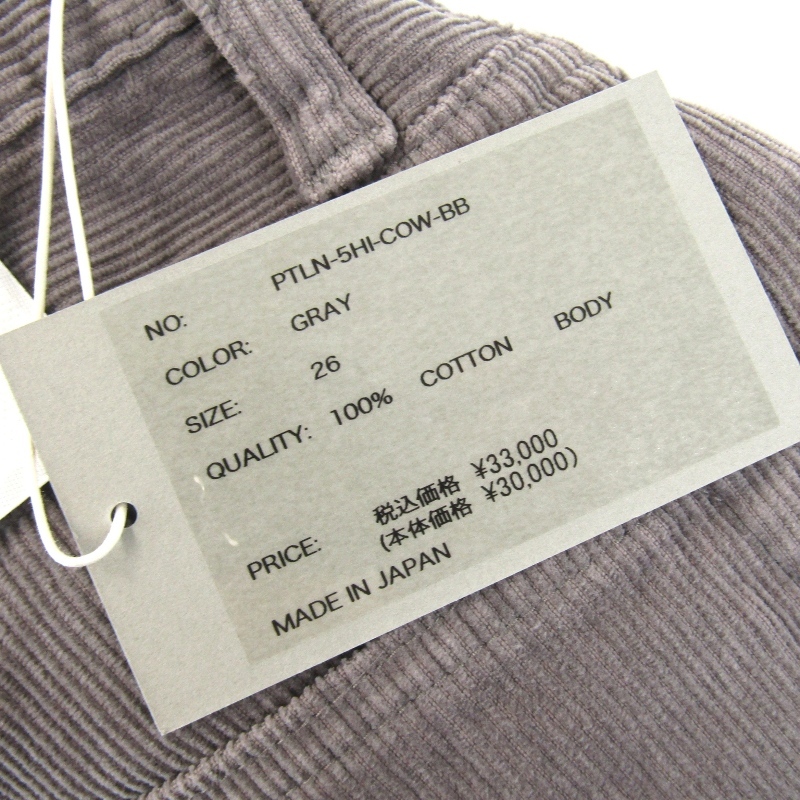 NO: PTLN-5HI-COW-BB
COLOR: GRAY
SIZE: 26
QUALITY: 100% COTTON BODY
税込価格 ¥33,000
PRICE: (本体価格 ¥30,000)
MADE IN JAPAN